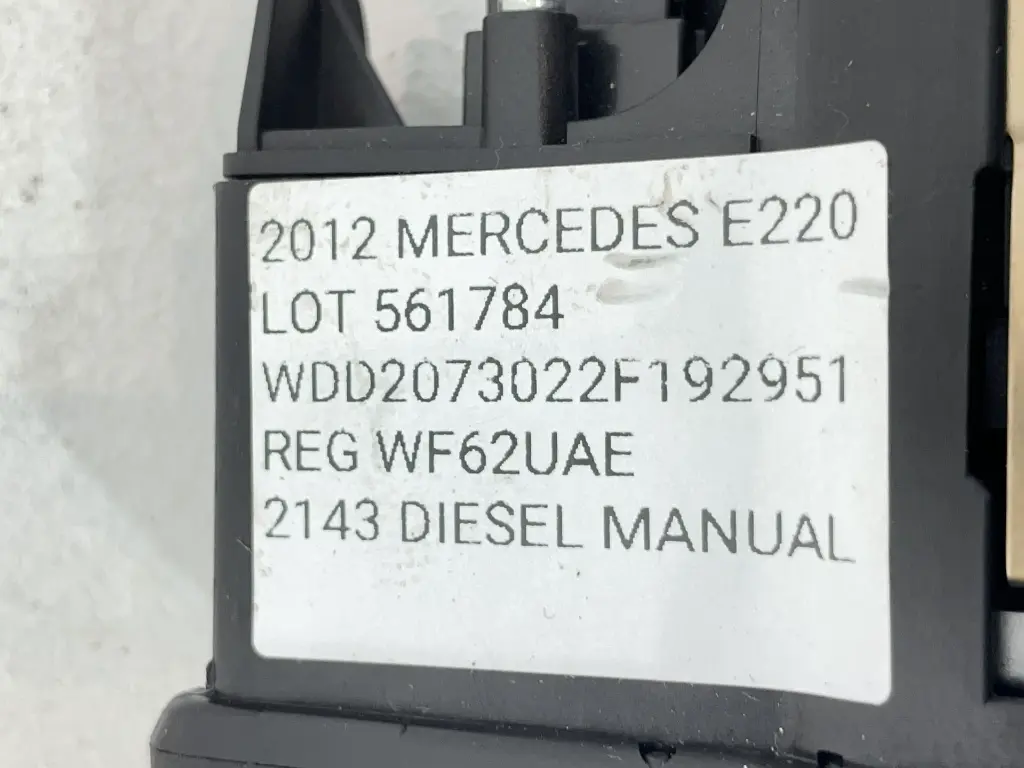 2012 MERCEDES E220
LOT 561784
WDD2073022F192951
REG WF62UAE
2143 DIESEL MANUAL